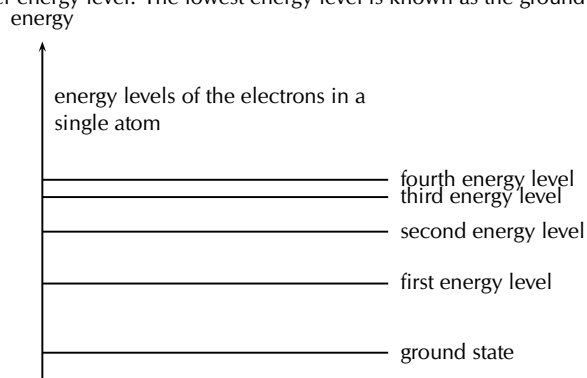 er energy level. The lowest energy level is known as the ground
energy
energy levels of the electrons in a
single atom
fourth energy level
third energy level
second energy level
first energy level
ground state